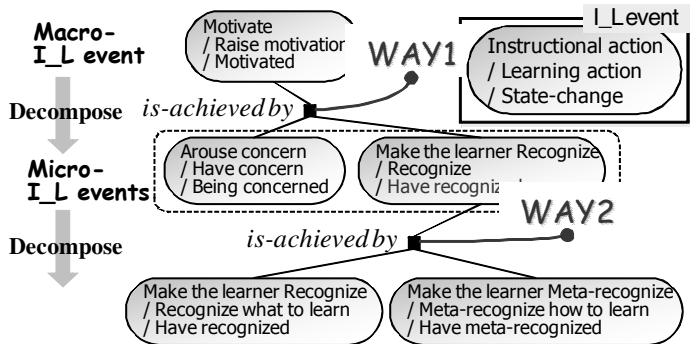 Macro-
I_L event
Decompose
Micro-
I_L events
Decompose
Motivate
/ Raise motivation
/ Motivated
WAY1
I_L event
Instructional action
/ Learning action
/ State-change
is-achieved by
Arouse concern
/ Have concern
/ Being concerned
Make the learner Recognize
/ Recognize
/ Have recognized
WAY2
is-achieved by
Make the learner Recognize
/ Recognize what to learn
/ Have recognized
Make the learner Meta-recognize
/ Meta-recognize how to learn
/ Have meta-recognized